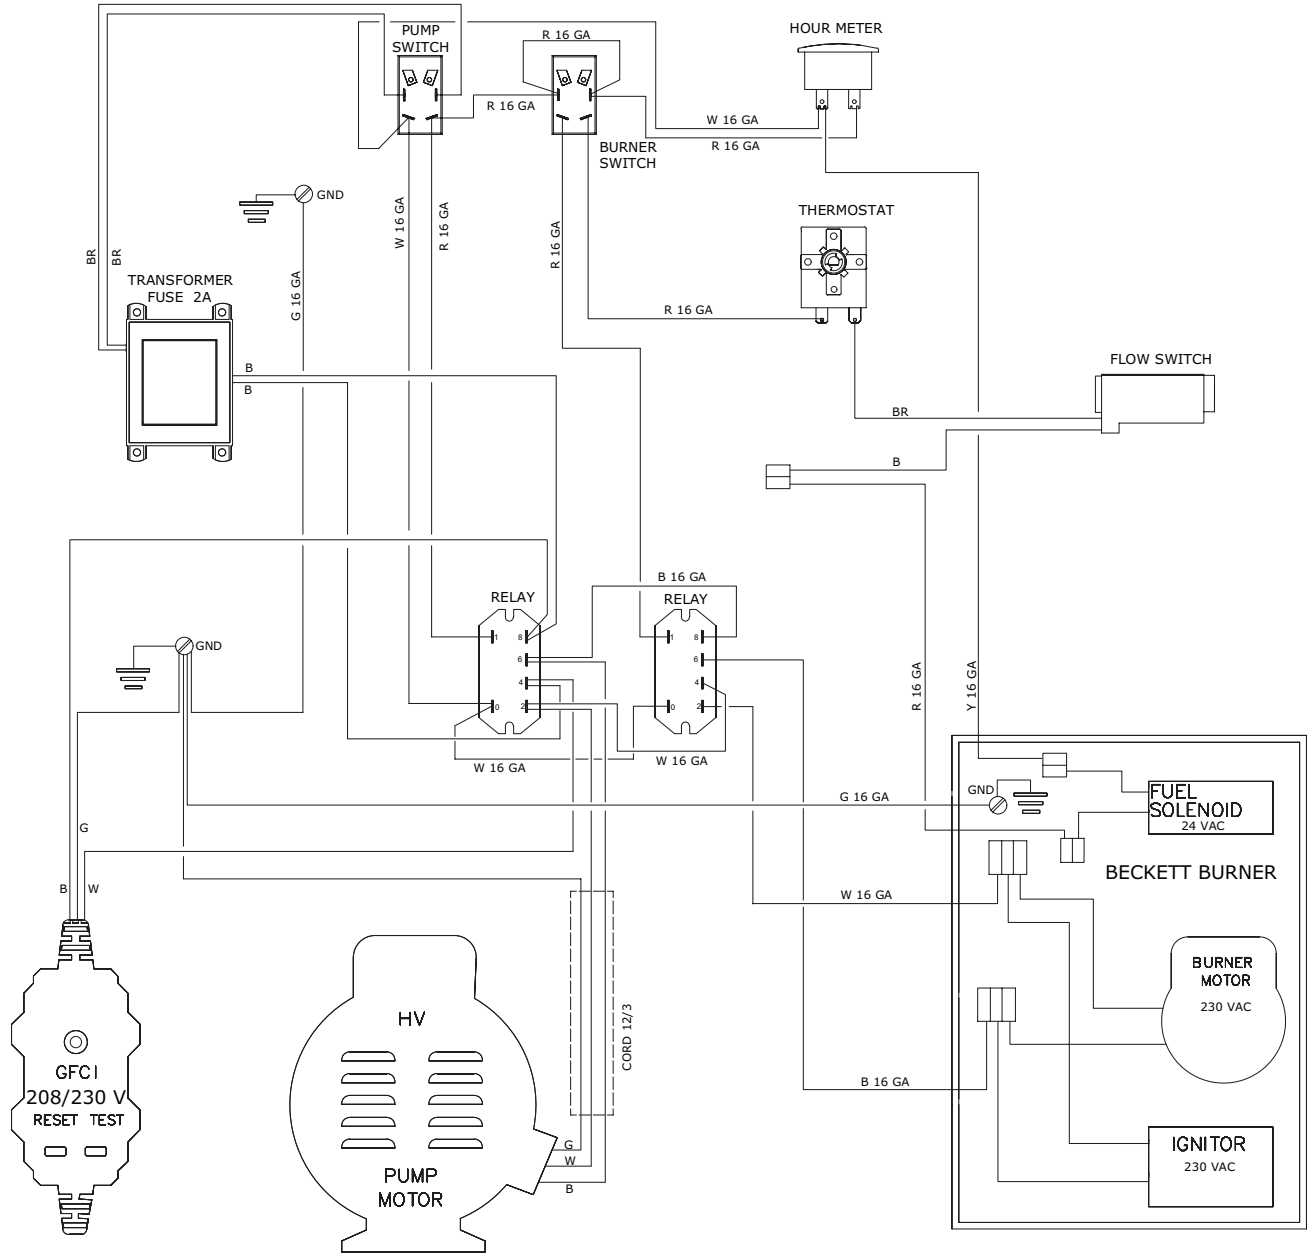 PUMP
SWITCH
R 16 GA
HOUR METER
R 16 GA
W 16 GA
R 16 GA
BURNER
SWITCH
GND
THERMOSTAT
W 16 GA
R 16 GA
R 16 GA
BR
BR
TRANSFORMER
FUSE 2A
G 16 GA
R 16 GA
FLOW SWITCH
B
B
BR
B
B 16 GA
RELAY
RELAY
1
8
6
4
0
2
1
8
6
4
0
2
GND
R 16 GA
Y 16 GA
W 16 GA
W 16 GA
G 16 GA
GND
FUEL
SOLENOID
24 VAC
G
B
W
W 16 GA
BECKETT BURNER
BURNER
MOTOR
230 VAC
HV
CORD 12/3
GFCI
208/230 V
RESET TEST
B 16 GA
G
W
B
PUMP
MOTOR
IGNITOR
230 VAC